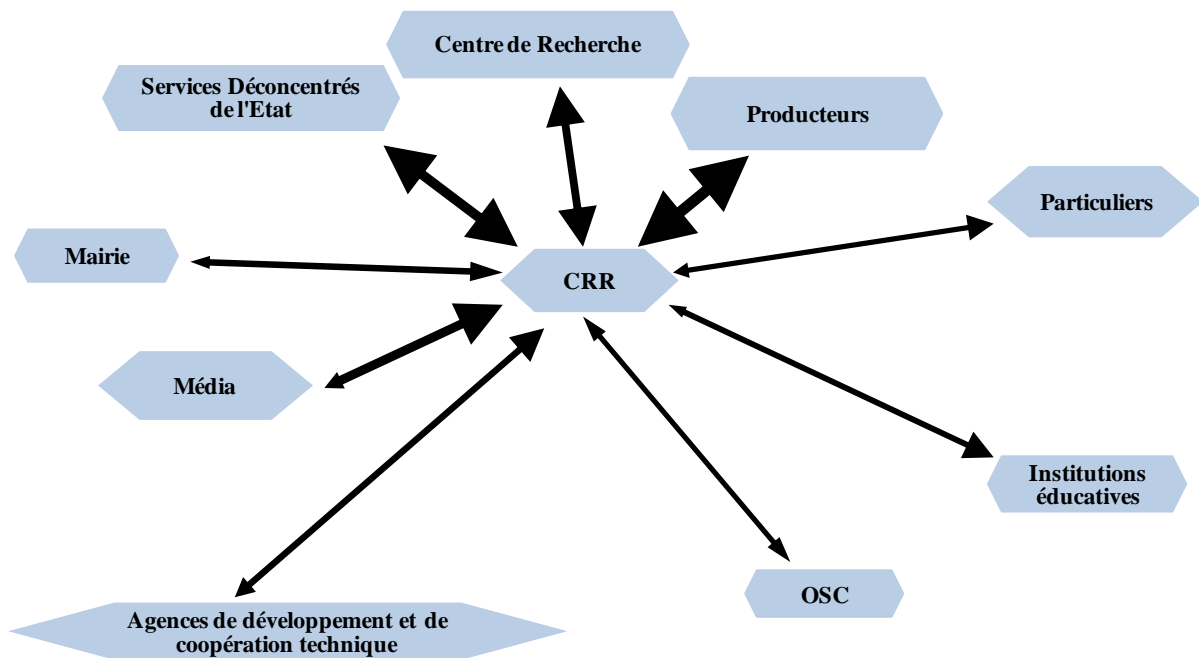 Centre de Recherche
Services Déconcentrés
de l'Etat
Producteurs
Particuliers
Mairie
CRR
Média
Institutions
éducatives
OSC
Agences de développement et de
coopération technique